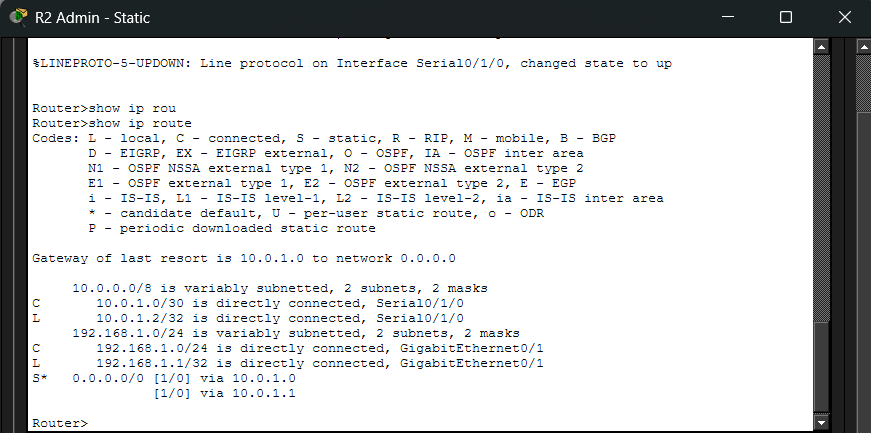 R2 Admin - Static
%LINEPROTO-5-UPDOWN: Line protocol on Interface Serial0/1/0, changed state to up
Router>show ip rou
Router>show ip route
Codes: L - local, C - connected, S - static, R - RIP, M - mobile, B - BGP
D - EIGRP, EX - EIGRP external, O - OSPF, IA - OSPF inter area
N1 - OSPF NSSA external type 1, N2 - OSPF NSSA external type 2
E1 - OSPF external type 1, E2 - OSPF external type 2, E - EGP
i - IS-IS, L1 - IS-IS level-1, L2 - IS-IS level-2, ia - IS-IS inter area
* - candidate default, U - per-user static route, o - ODR
P - periodic downloaded static route
Gateway of last resort is 10.0.1.0 to network 0.0.0.0
10.0.0.0/8 is variably subnetted, 2 subnets, 2 masks
C 10.0.1.0/30 is directly connected, Serial0/1/0
L 10.0.1.2/32 is directly connected, Serial0/1/0
192.168.1.0/24 is variably subnetted, 2 subnets, 2 masks
C 192.168.1.0/24 is directly connected, GigabitEthernet0/1
L 192.168.1.1/32 is directly connected, GigabitEthernet0/1
S* 0.0.0.0/0 [1/0] via 10.0.1.0
[1/0] via 10.0.1.1
Router>